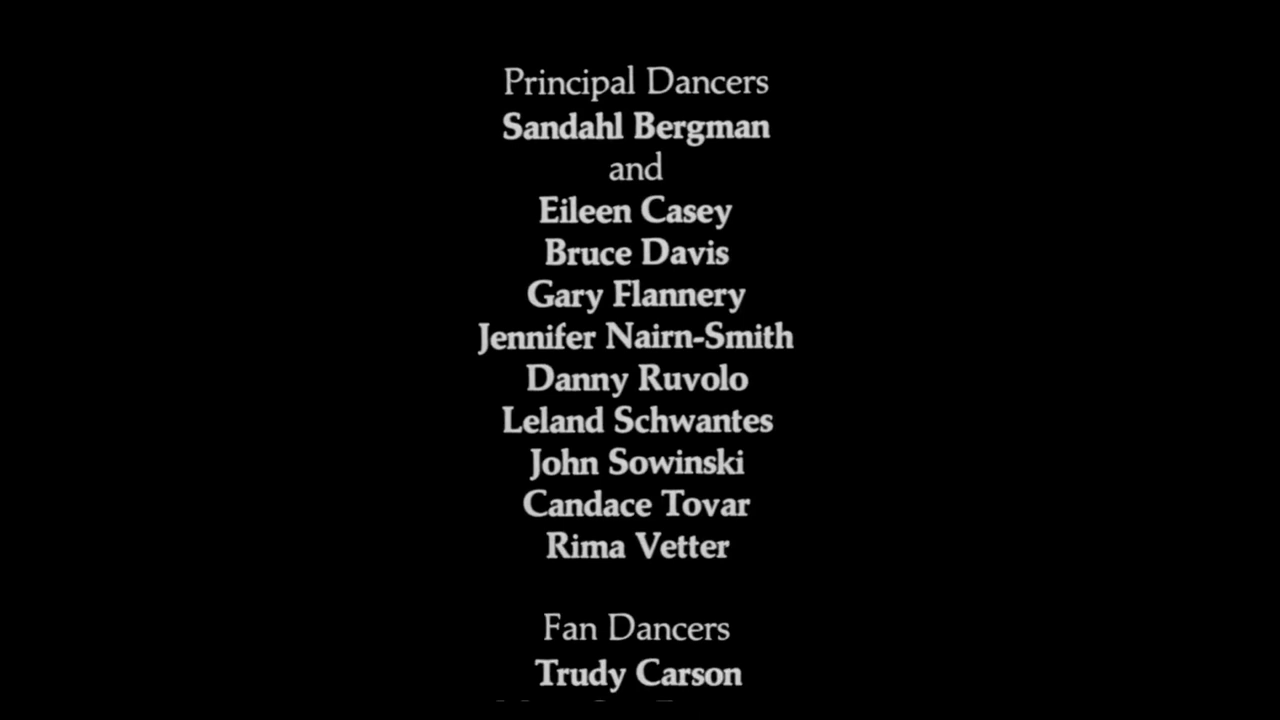 Principal Dancers
Sandahl Bergman
and
Eileen Casey
Bruce Davis
Gary Flannery
Jennifer Nairn-Smith
Danny Ruvolo
Leland Schwantes
John Sowinski
Candace Tovar
Rima Vetter
Fan Dancers
Trudy Carson